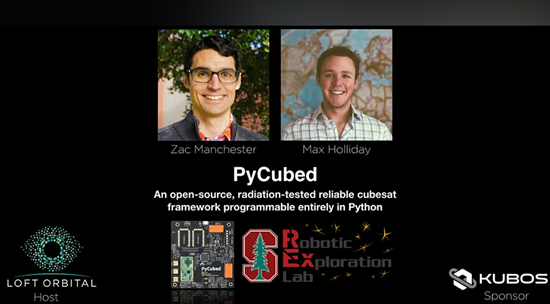 Zac Manchester
Max Holliday
PyCubed
An open-source, radiation-tested reliable cubesat
framework programmable entirely in Python
PyCubed
Robotic
Exploration
Lab
LOFT ORBITAL
Host
KUBOS
Sponsor